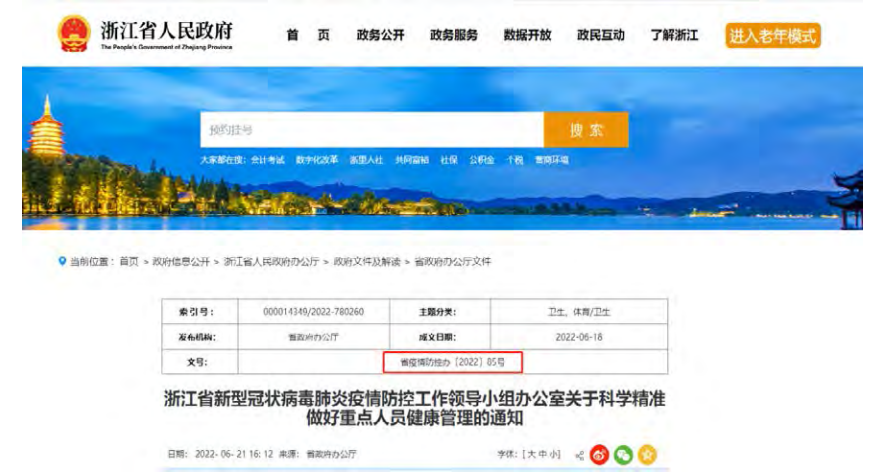 浙江省人民政府
The People's Government of Zhejiang Province
首 页 政务公开 政务服务 数据开放 政民互动 了解浙江 进入老年模式
预约挂号 搜 索
大家都在搜: 会计考试 数字化改革 浙里人社 共同富裕 社保 公积金 个税 营商环境
当前位置: 首页 > 政府信息公开 > 浙江省人民政府办公厅 > 政府文件及解读 > 省政府办公厅文件
索引号: 000014349/2022-780260 主题分类: 卫生、体育/卫生
发布机构: 省政府办公厅 成文日期: 2022-06-18
文号: 省疫情防控办〔2022〕85号
浙江省新型冠状病毒肺炎疫情防控工作领导小组办公室关于科学精准
做好重点人员健康管理的通知
日期: 2022-06-21 16:12 来源: 省政府办公厅 字体: [大 中 小]